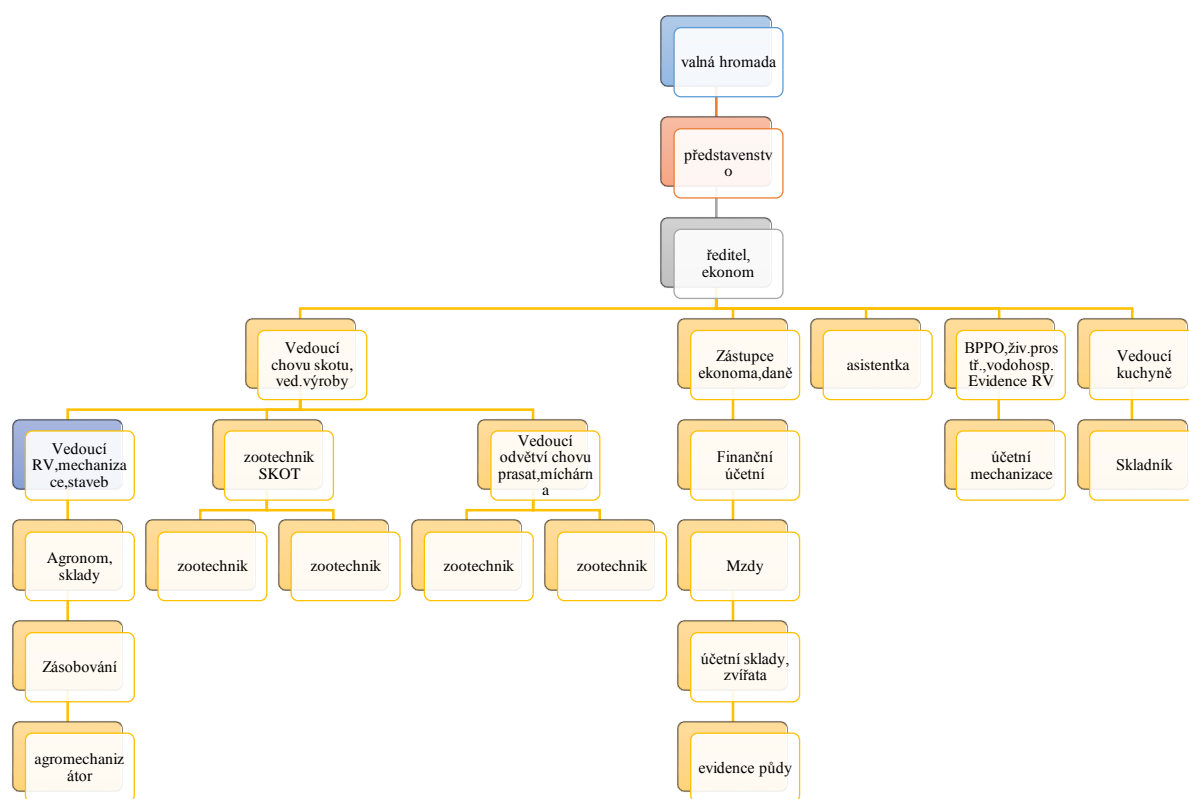 valná hromada
představenstv
o
ředitel,
ekonom
Vedoucí
chovu skotu,
ved.výroby
Zástupce
ekonoma,daně
asistentka
BPPO,živ.pros
tř.,vodohosp.
Evidence RV
Vedoucí
kuchyně
Vedoucí
RV,mechaniza
ce,staveb
zootechnik
SKOT
Vedoucí
odvětví chovu
prasat,míchárn
a
Finanční
účetní
účetní
mechanizace
Skladník
Agronom,
sklady
zootechnik
zootechnik
zootechnik
zootechnik
Mzdy
Zásobování
účetní sklady,
zvířata
agromechaniz
átor
evidence půdy